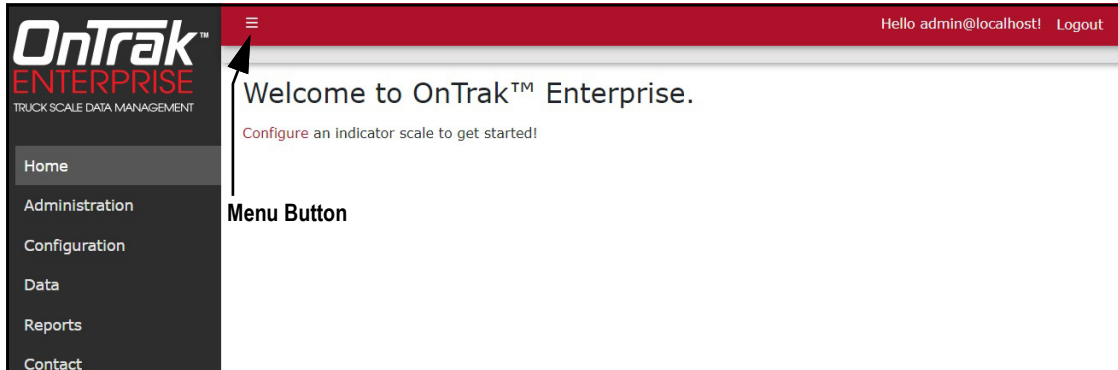 OnTrak™
ENTERPRISE
TRUCK SCALE DATA MANAGEMENT
Home
Administration
Configuration
Data
Reports
Contact
☰
Hello admin@localhost! Logout
Welcome to OnTrak™ Enterprise.
Configure an indicator scale to get started!
Menu Button